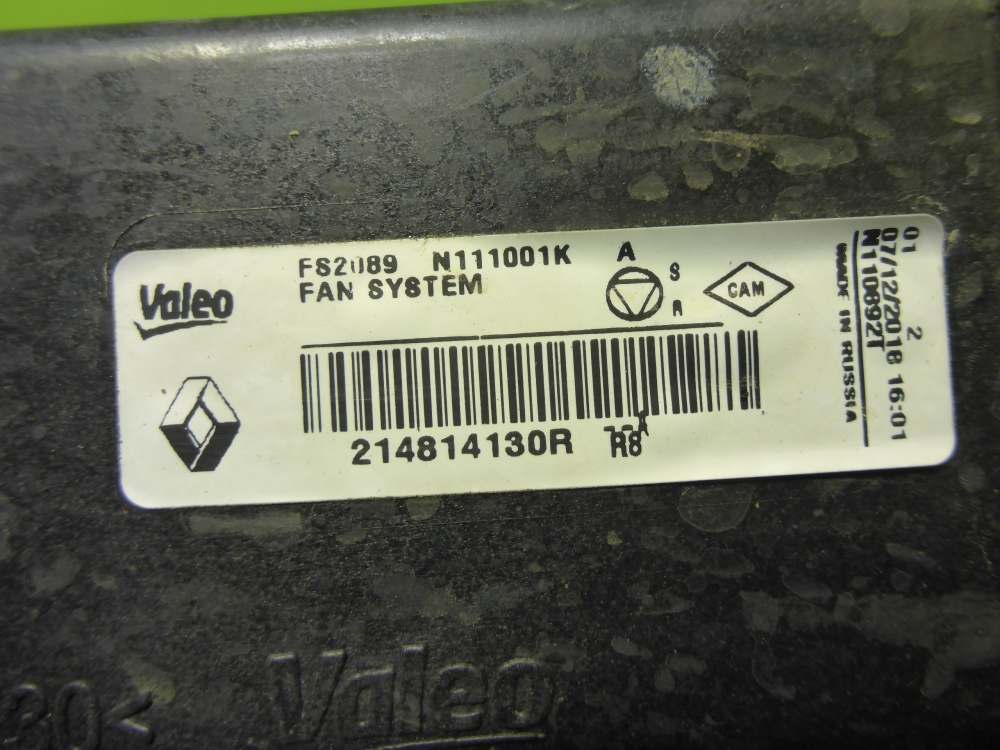 FS2089 N111001K
FAN SYSTEM
A
S
R
CAM
Valeo
214814130R
R8
01 2
07/12/2018 16:01
N110892T
MADE IN RUSSIA
30<
Valeo